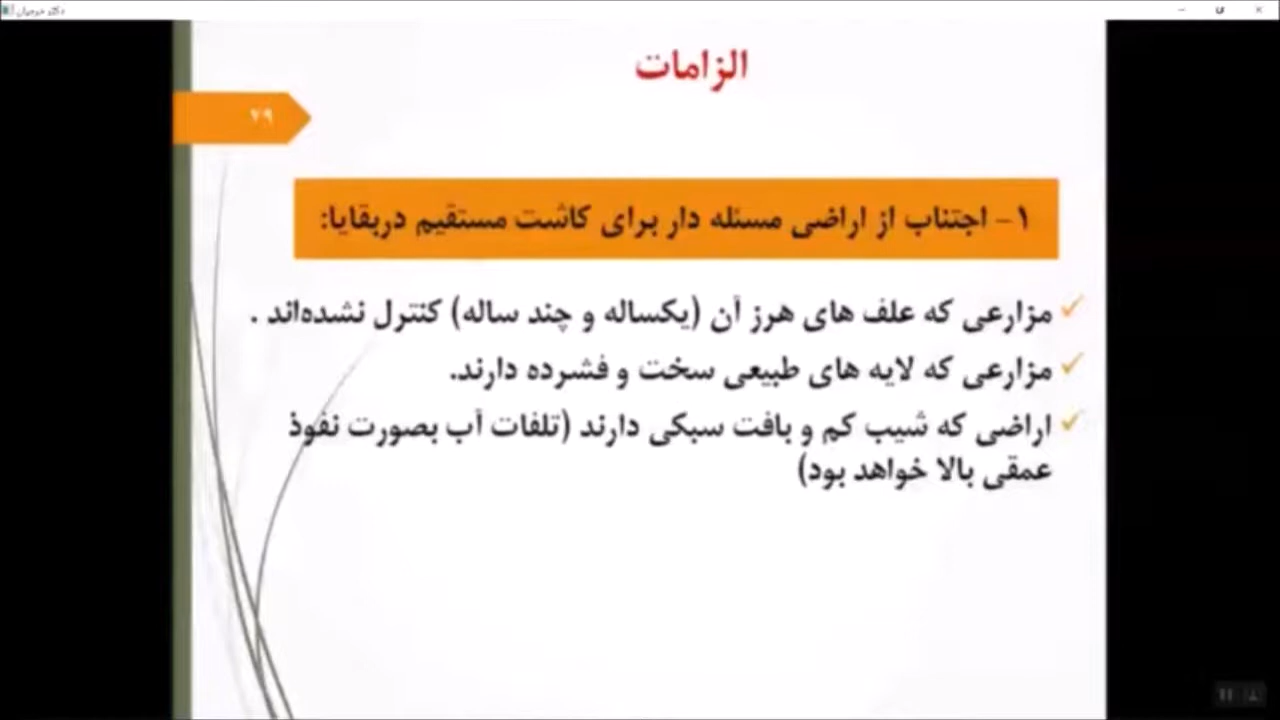 الزامات
۷۹
۱- اجتناب از اراضی مسئله دار برای کاشت مستقیم دربقایا:
مزارعی که علف های هرز آن (یکساله و چند ساله) کنترل نشده‌اند .
مزارعی که لایه های طبیعی سخت و فشرده دارند.
اراضی که شیب کم و بافت سبکی دارند (تلفات آب بصورت نفوذ
عمقی بالا خواهد بود)